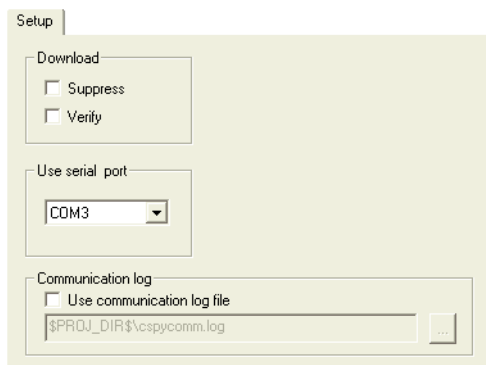 Setup
Download
Suppress
Verify
Use serial port
COM3
Communication log
Use communication log file
$PROJ_DIR$\cspycomm.log
...